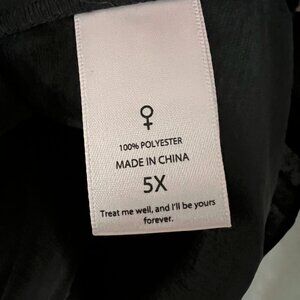 100% POLYESTER
MADE IN CHINA
5X
Treat me well, and I'll be yours
forever.